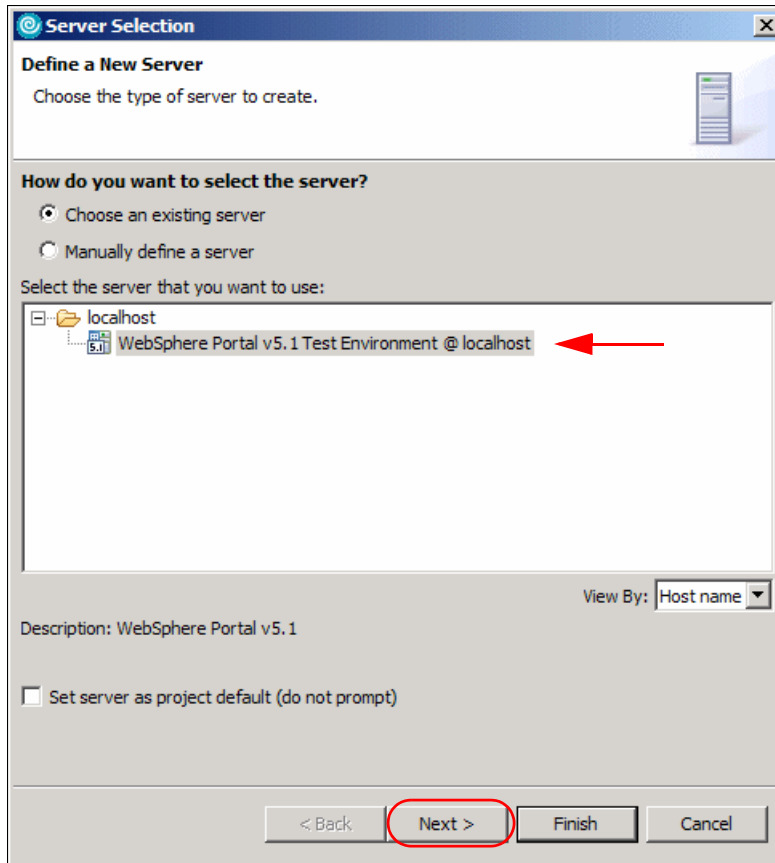 Server Selection
Define a New Server
Choose the type of server to create.
How do you want to select the server?
Choose an existing server
Manually define a server
Select the server that you want to use:
localhost
5.1 WebSphere Portal v5.1 Test Environment @ localhost
View By: Host name
Description: WebSphere Portal v5.1
Set server as project default (do not prompt)
< Back Next > Finish Cancel